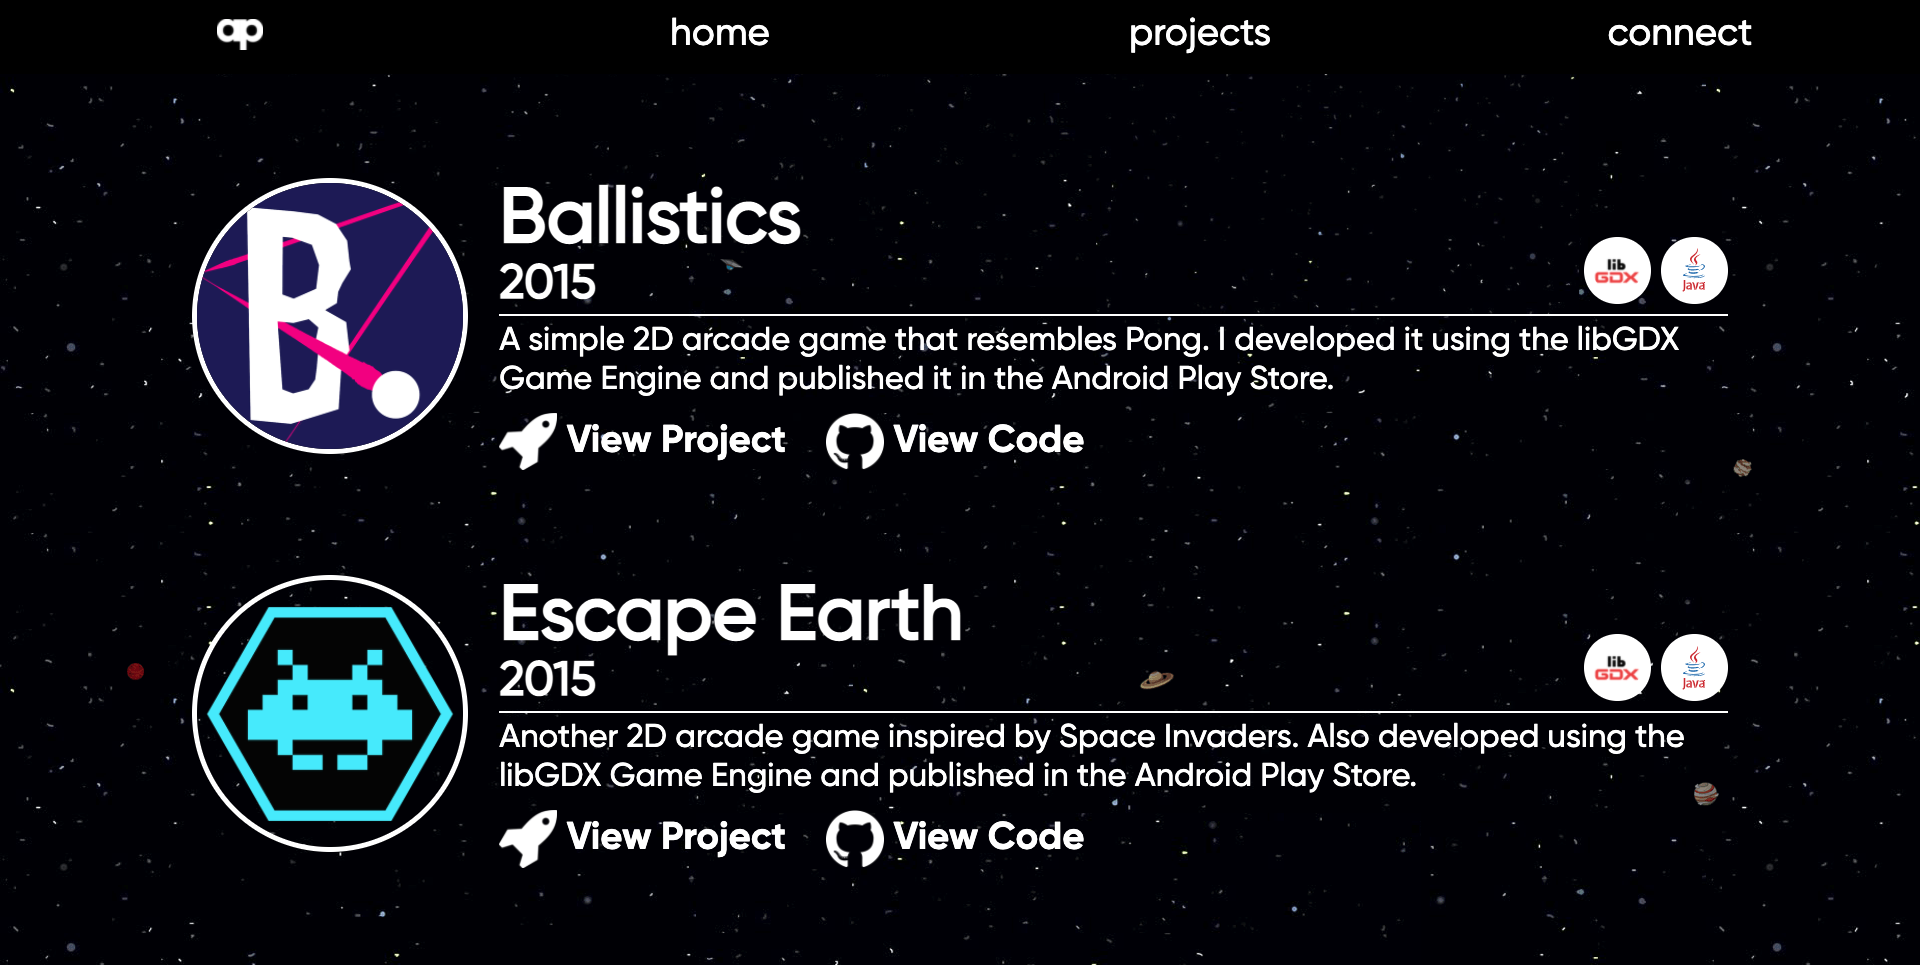 ap
home
projects
connect
B
Ballistics
2015
lib
GDX
Java
A simple 2D arcade game that resembles Pong. I developed it using the libGDX
Game Engine and published it in the Android Play Store.
View Project
View Code
Escape Earth
2015
lib
GDX
Java
Another 2D arcade game inspired by Space Invaders. Also developed using the
libGDX Game Engine and published in the Android Play Store.
View Project
View Code